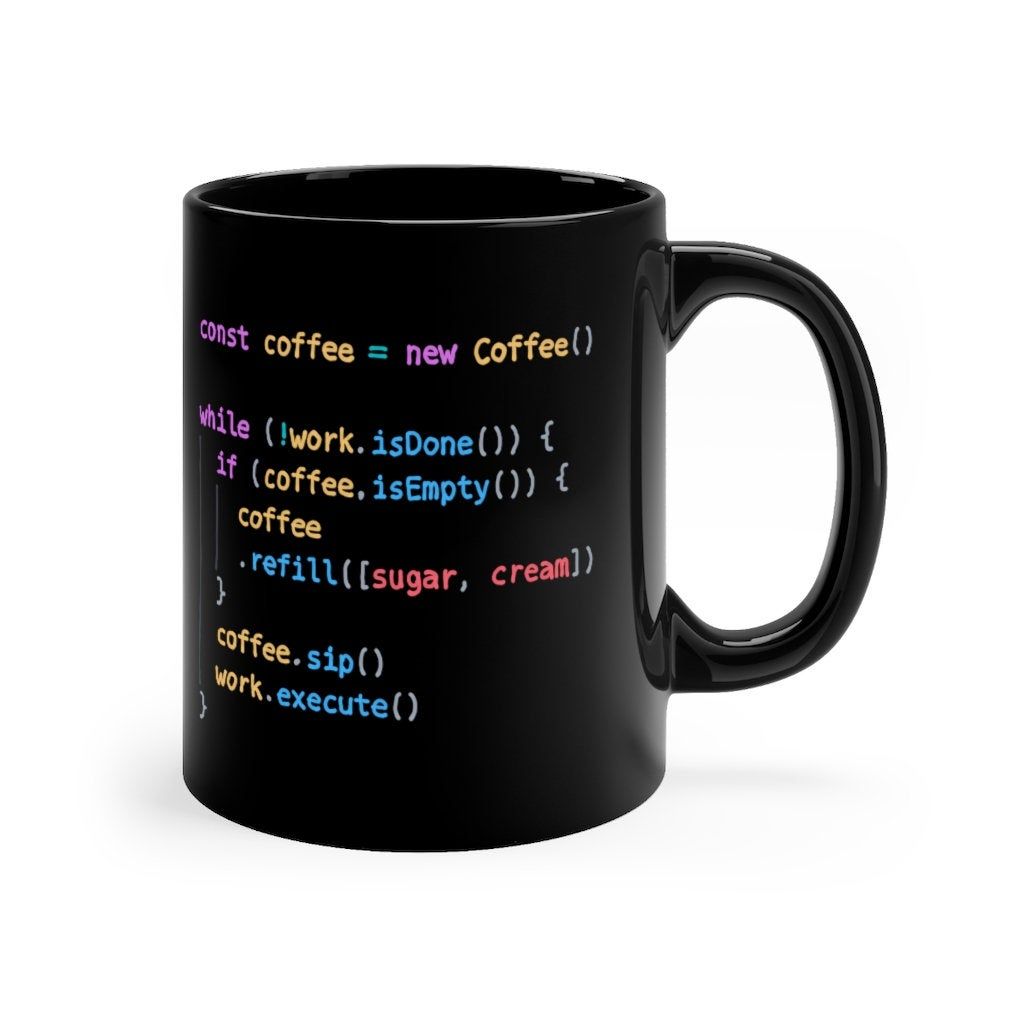 const coffee = new Coffee()
while (!work.isDone()) {
if (coffee.isEmpty()) {
coffee
.refill([sugar, cream])
}
coffee.sip()
work.execute()
}